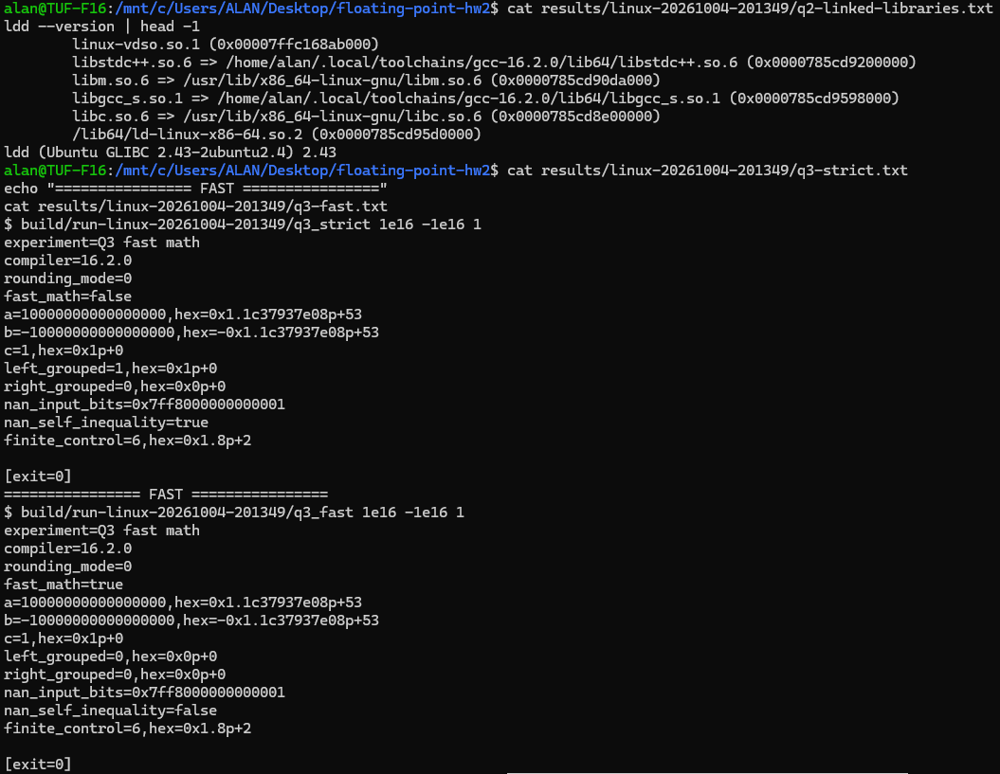 alan@TUF-F16:/mnt/c/Users/ALAN/Desktop/floating-point-hw2$ cat results/linux-20261004-201349/q2-linked-libraries.txt
ldd --version | head -1
        linux-vdso.so.1 (0x00007ffc168ab000)
        libstdc++.so.6 => /home/alan/.local/toolchains/gcc-16.2.0/lib64/libstdc++.so.6 (0x0000785cd9200000)
        libm.so.6 => /usr/lib/x86_64-linux-gnu/libm.so.6 (0x0000785cd90da000)
        libgcc_s.so.1 => /home/alan/.local/toolchains/gcc-16.2.0/lib64/libgcc_s.so.1 (0x0000785cd9598000)
        libc.so.6 => /usr/lib/x86_64-linux-gnu/libc.so.6 (0x0000785cd8e00000)
        /lib64/ld-linux-x86-64.so.2 (0x0000785cd95d0000)
ldd (Ubuntu GLIBC 2.43-2ubuntu2.4) 2.43
alan@TUF-F16:/mnt/c/Users/ALAN/Desktop/floating-point-hw2$ cat results/linux-20261004-201349/q3-strict.txt
echo "================ FAST ================"
cat results/linux-20261004-201349/q3-fast.txt
$ build/run-linux-20261004-201349/q3_strict 1e16 -1e16 1
experiment=Q3 fast math
compiler=16.2.0
rounding_mode=0
fast_math=false
a=10000000000000000,hex=0x1.1c37937e08p+53
b=-10000000000000000,hex=-0x1.1c37937e08p+53
c=1,hex=0x1p+0
left_grouped=1,hex=0x1p+0
right_grouped=0,hex=0x0p+0
nan_input_bits=0x7ff8000000000001
nan_self_inequality=true
finite_control=6,hex=0x1.8p+2

[exit=0]
================ FAST ================
$ build/run-linux-20261004-201349/q3_fast 1e16 -1e16 1
experiment=Q3 fast math
compiler=16.2.0
rounding_mode=0
fast_math=true
a=10000000000000000,hex=0x1.1c37937e08p+53
b=-10000000000000000,hex=-0x1.1c37937e08p+53
c=1,hex=0x1p+0
left_grouped=0,hex=0x0p+0
right_grouped=0,hex=0x0p+0
nan_input_bits=0x7ff8000000000001
nan_self_inequality=false
finite_control=6,hex=0x1.8p+2

[exit=0]